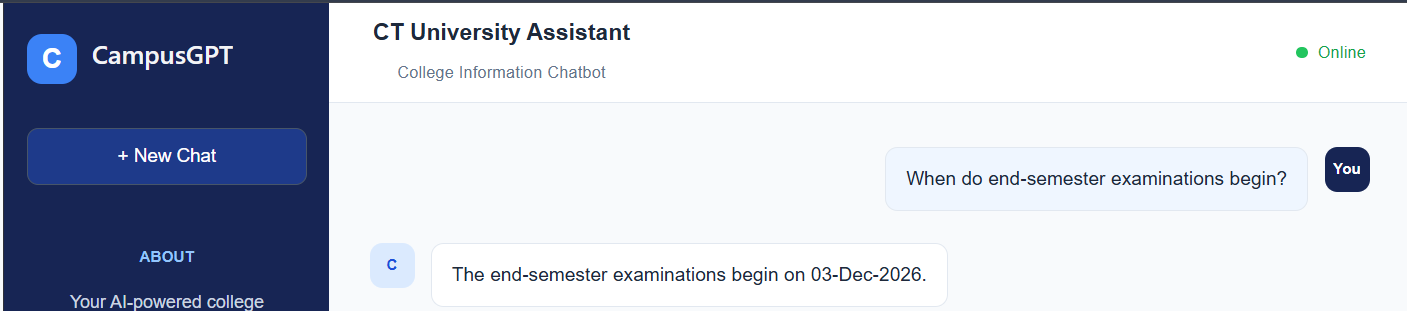 C
CampusGPT
+ New Chat
ABOUT
Your AI-powered college
CT University Assistant
College Information Chatbot
Online
When do end-semester examinations begin?
You
C
The end-semester examinations begin on 03-Dec-2026.